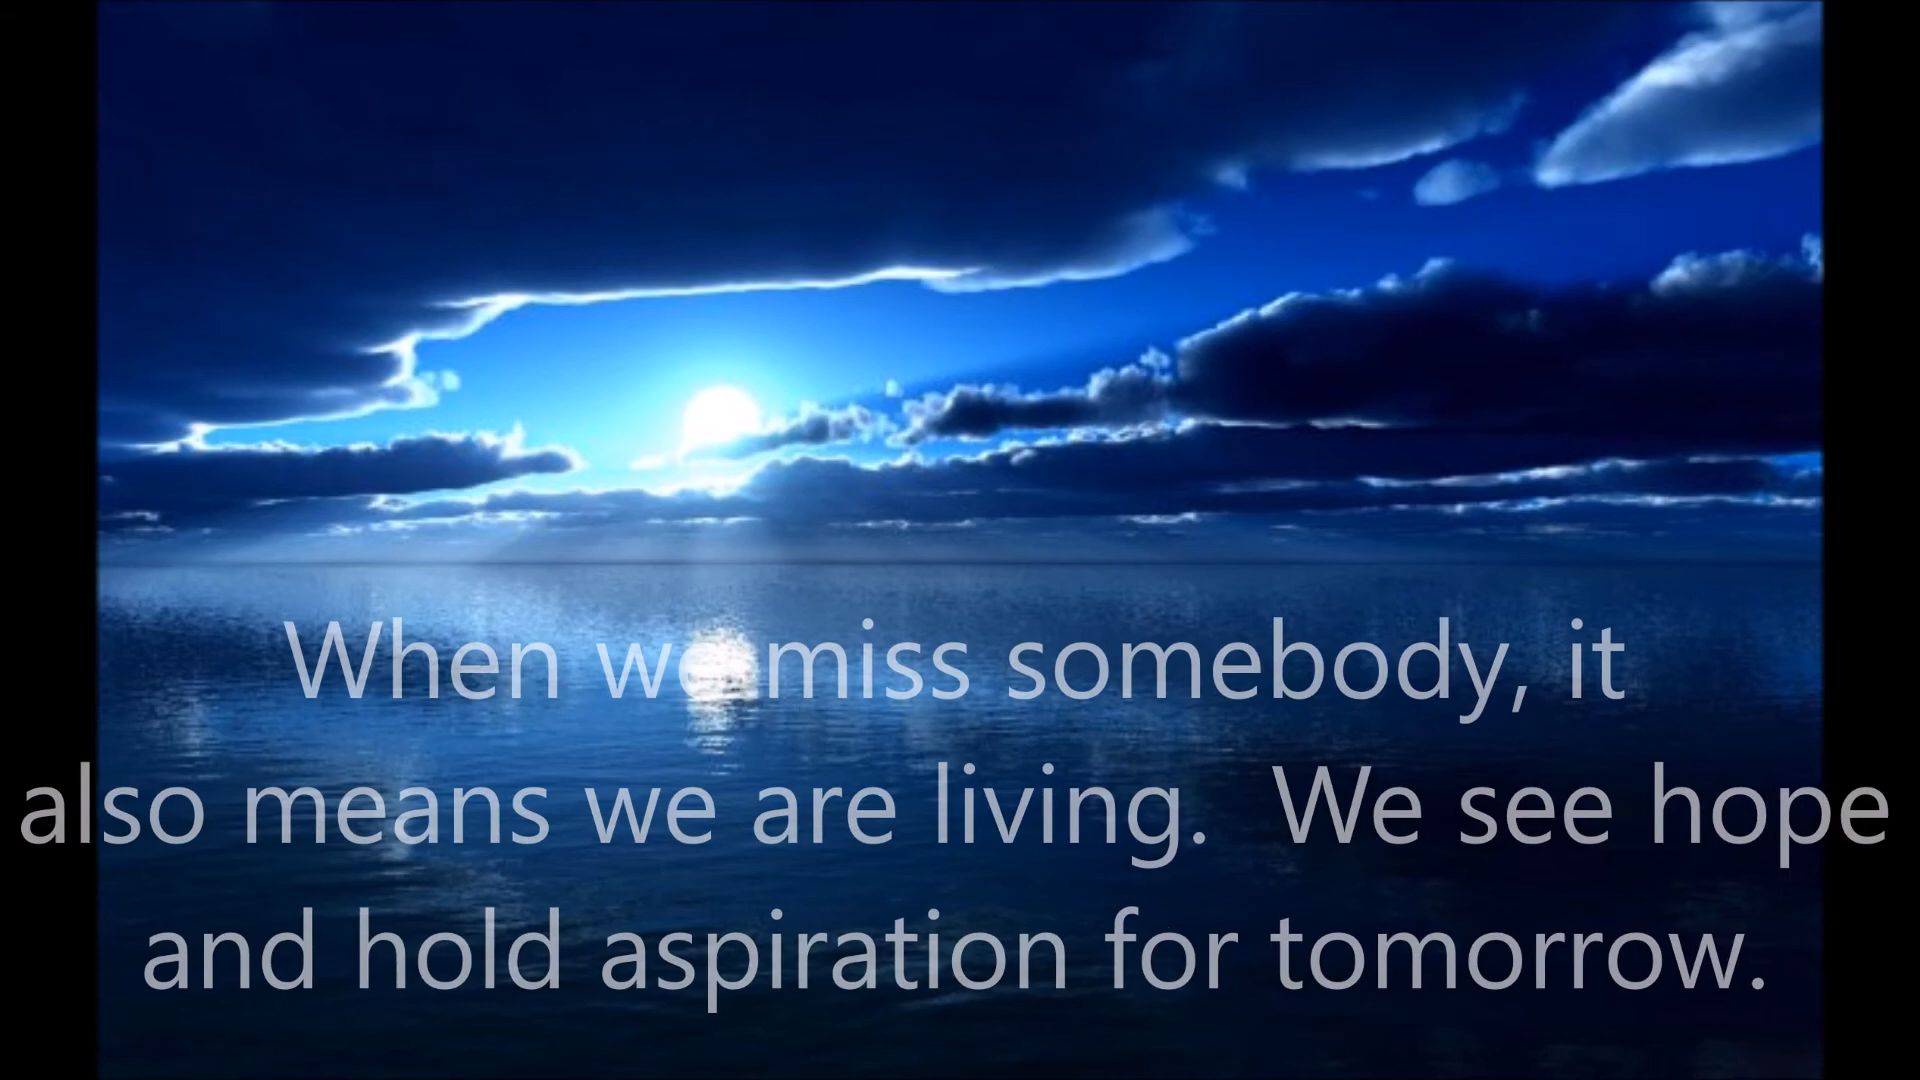 When we miss somebody, it
also means we are living.  We see hope
and hold aspiration for tomorrow.